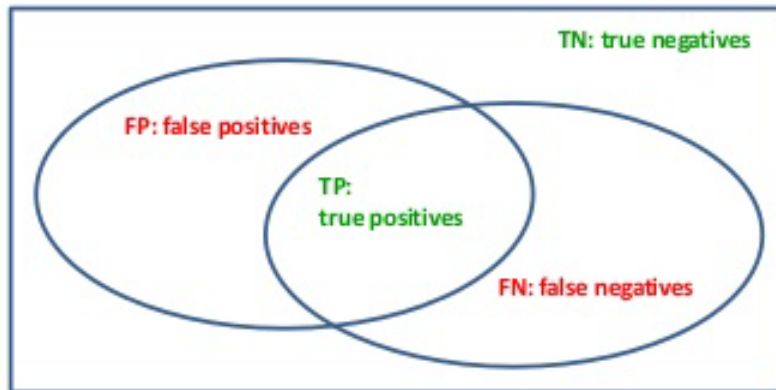 TN: true negatives
FP: false positives
TP:
true positives
FN: false negatives